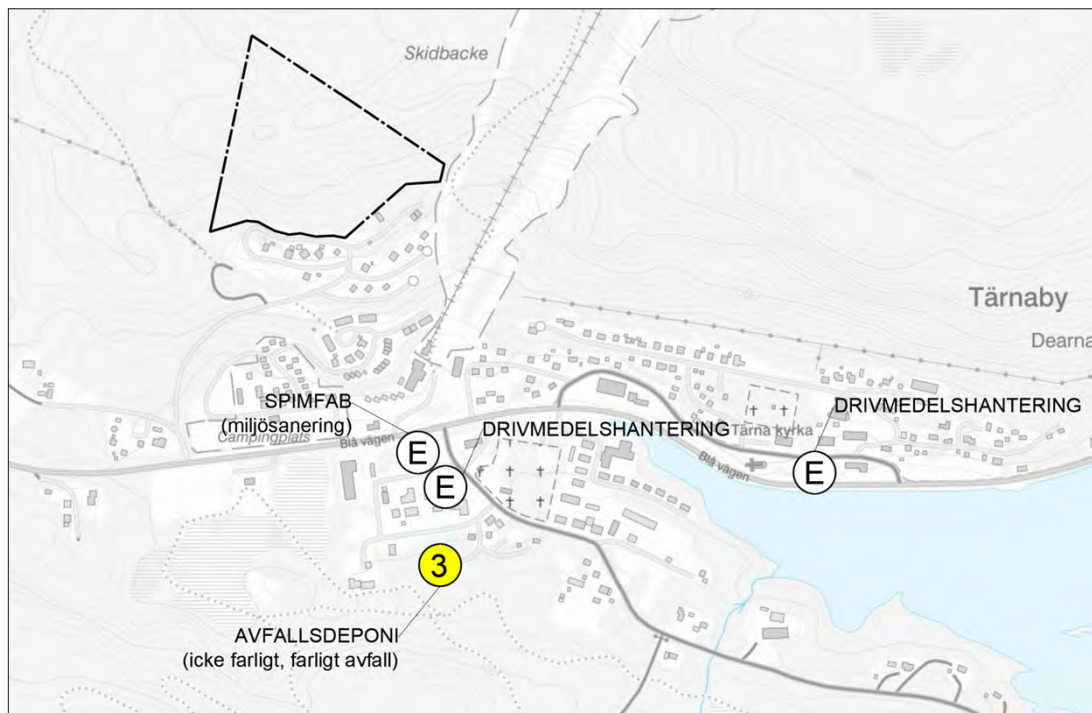 Skidbacke
Tärnaby
Dearna
SPIMFAB
(miljösanering)
DRIVMEDELSHANTERING
DRIVMEDELSHANTERING
Campingplats
Blå vägen
Tärna kyrka
Blå vägen
E
E
E
3
AVFALLSDEPONI
(icke farligt, farligt avfall)